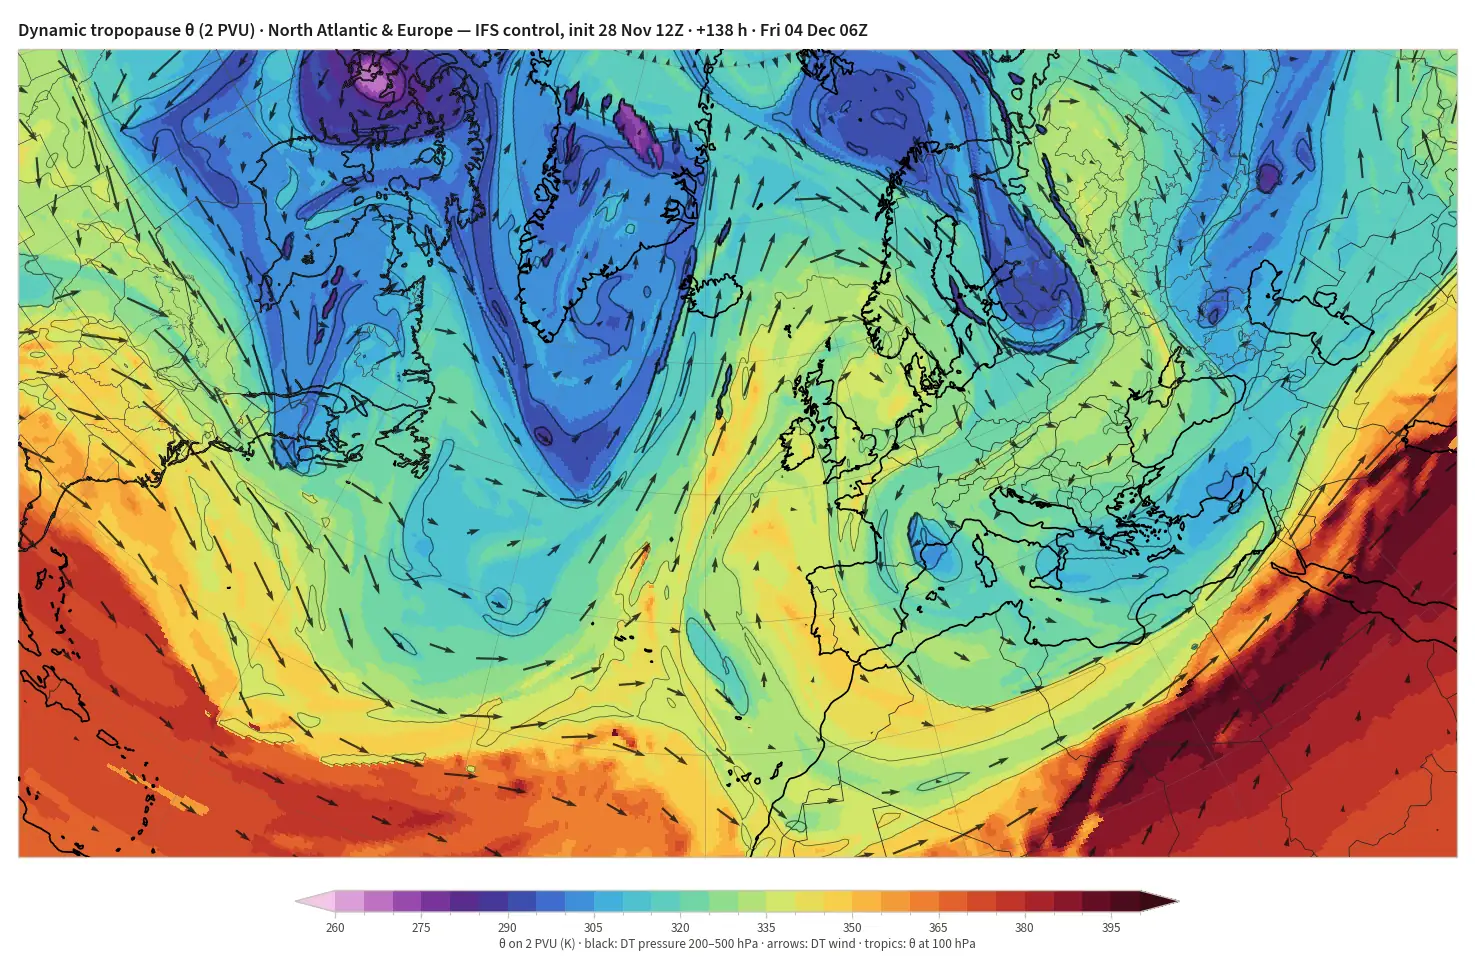 Dynamic tropopause θ (2 PVU) · North Atlantic & Europe — IFS control, init 28 Nov 12Z · +138 h · Fri 04 Dec 06Z
260 275 290 305 320 335 350 365 380 395
θ on 2 PVU (K) · black: DT pressure 200–500 hPa · arrows: DT wind · tropics: θ at 100 hPa